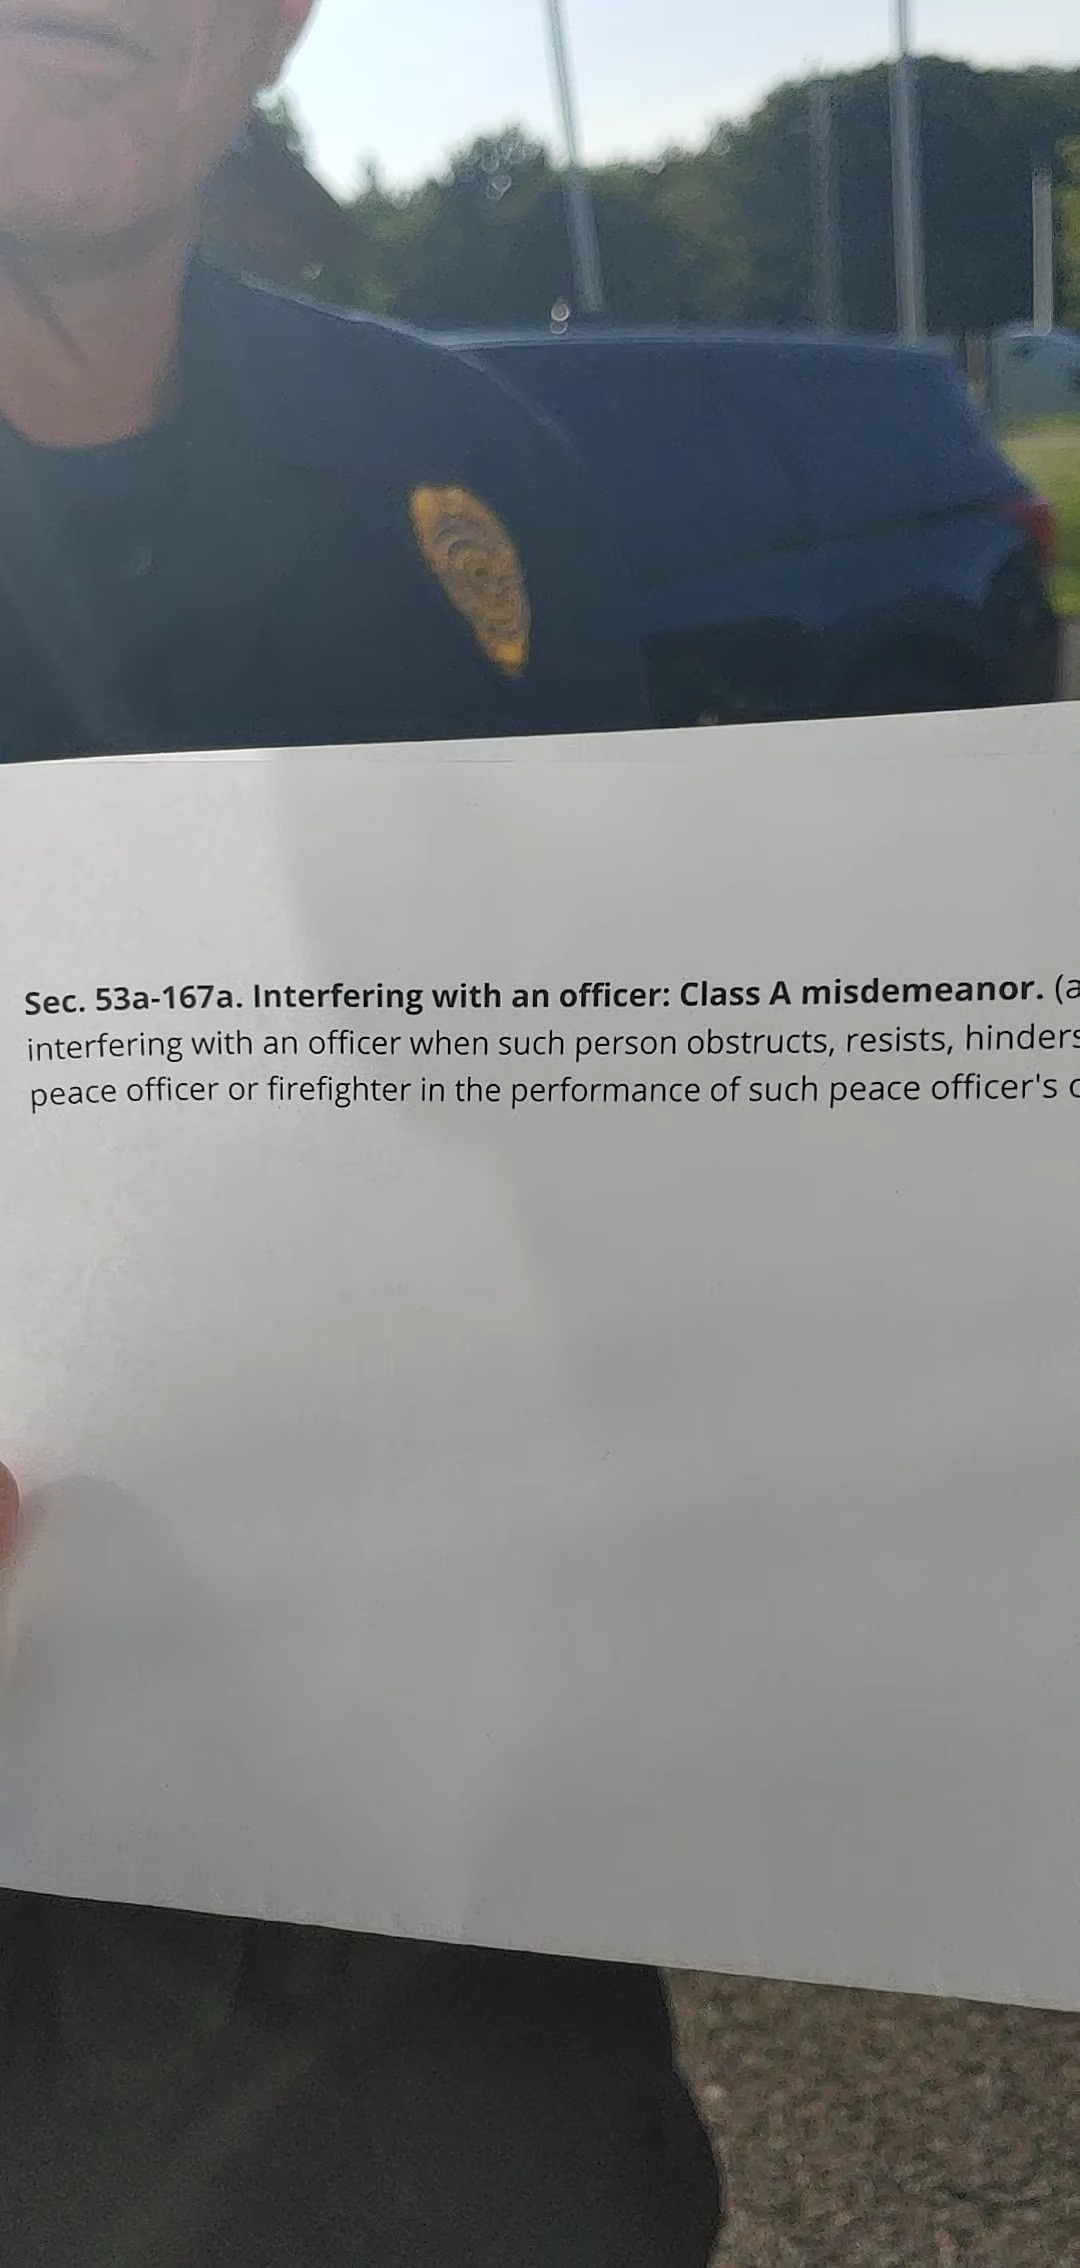 Sec. 53a-167a. Interfering with an officer: Class A misdemeanor. (a
interfering with an officer when such person obstructs, resists, hinders
peace officer or firefighter in the performance of such peace officer's